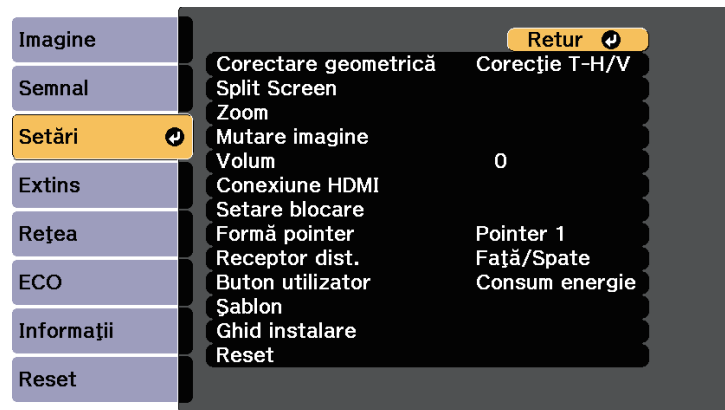 Imagine
Semnal
Setări
Extins
Reţea
ECO
Informaţii
Reset
Retur
Corectare geometrică Corecţie T-H/V
Split Screen
Zoom
Mutare imagine
Volum 0
Conexiune HDMI
Setare blocare
Formă pointer Pointer 1
Receptor dist. Faţă/Spate
Buton utilizator Consum energie
Şablon
Ghid instalare
Reset